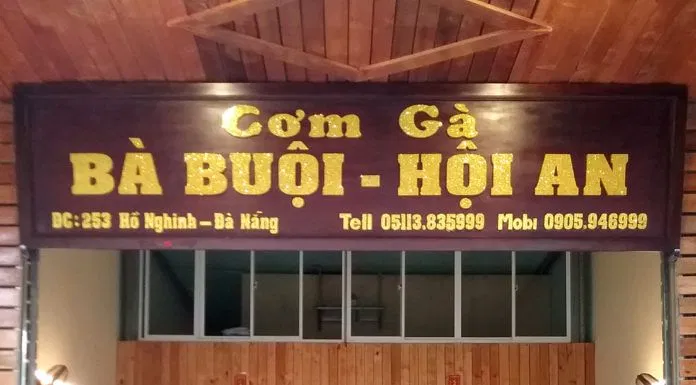 Cơm Gà
BÀ BUỘI - HỘI AN
ĐC: 253 Hồ Nghinh – Đà Nẵng Tell 05113.835999 Mobi 0905.946999